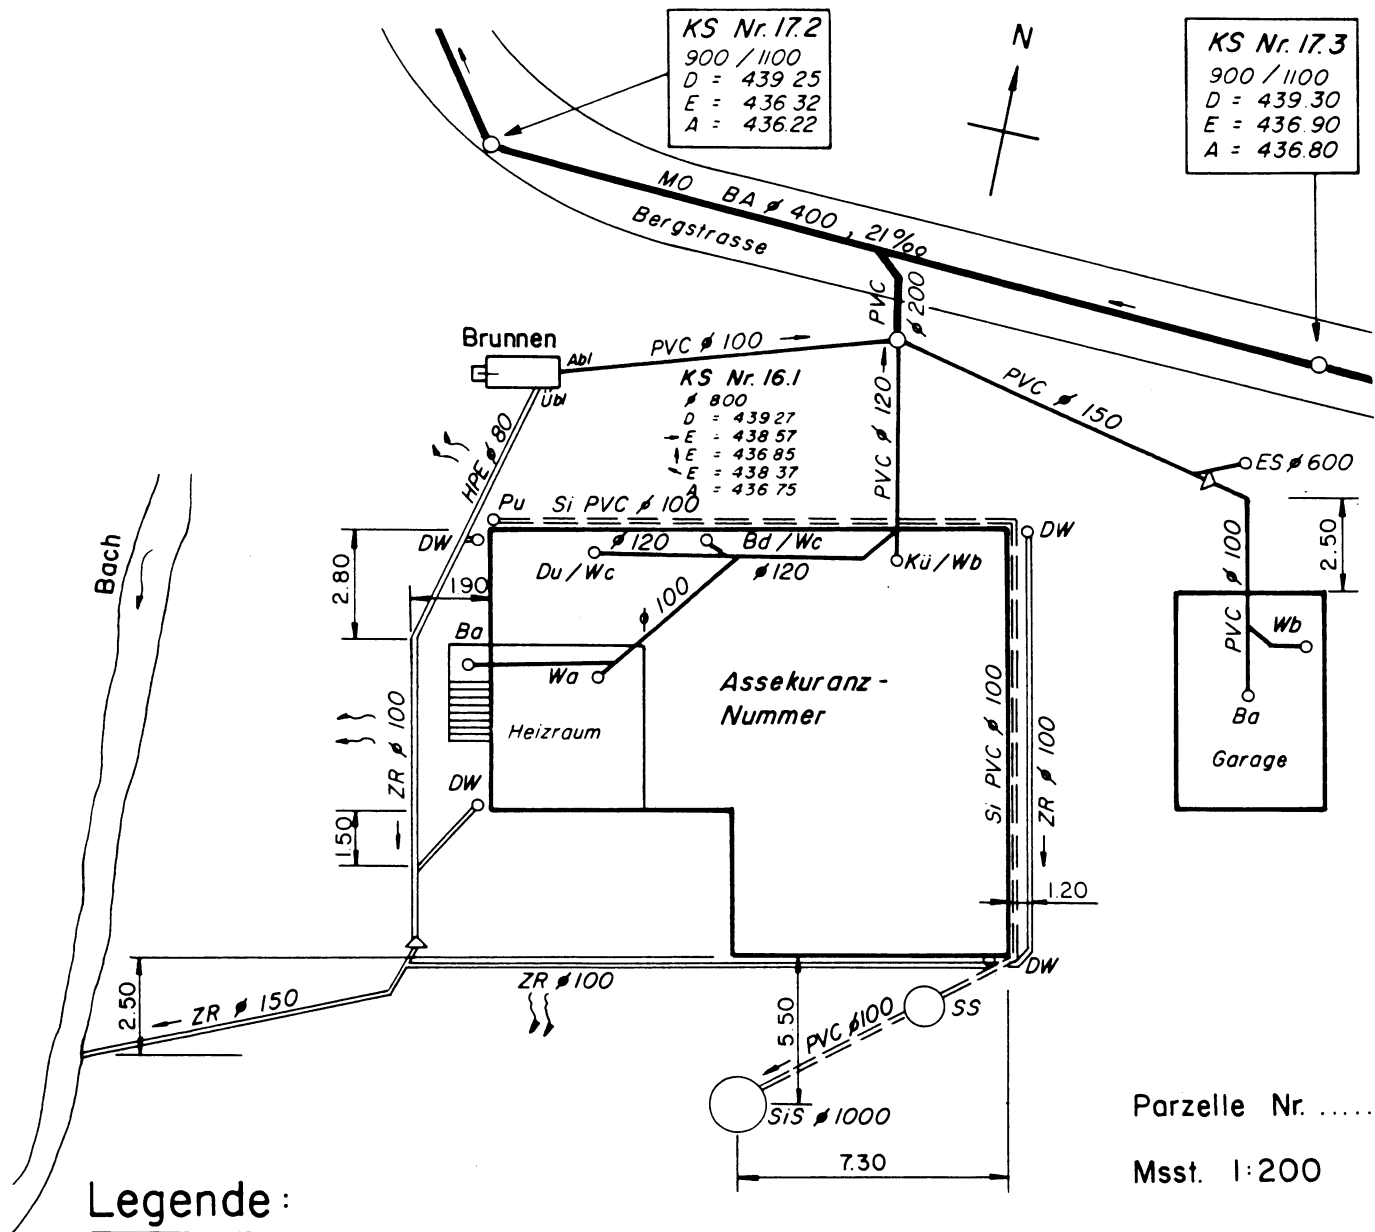 KS Nr. 17.2
900 / 1100
D = 439 25
E = 436 32
A = 436.22
N
KS Nr. 17.3
900 / 1100
D = 439.30
E = 436 90
A = 436.80
MO BA ø 400 , 21‰
Bergstrasse
PVC
ø 200
Brunnen
Abl
Übl
PVC ø 100
KS Nr. 16.1
ø 800
D = 439 27
E = 438 57
E = 436 85
E = 438 37
A = 436 75
PVC ø 120
PVC ø 150
ES ø 600
HPE ø 80
Pu
Si PVC ø 100
DW
DW
ø 120
Bd / Wc
Du / Wc
ø 120
Kü / Wb
ø 100
PVC ø 100
2.50
Bach
2.80
1.90
Ba
Wa
Heizraum
Assekuranz-
Nummer
Wb
Ba
Garage
ZR ø 100
DW
Si PVC ø 100
ZR ø 100
1.50
1.20
DW
2.50
ZR ø 150
ZR ø 100
5.50
PVC ø 100
SS
SiS ø 1000
7.30
Parzelle Nr. .....
Msst. 1:200
Legende: